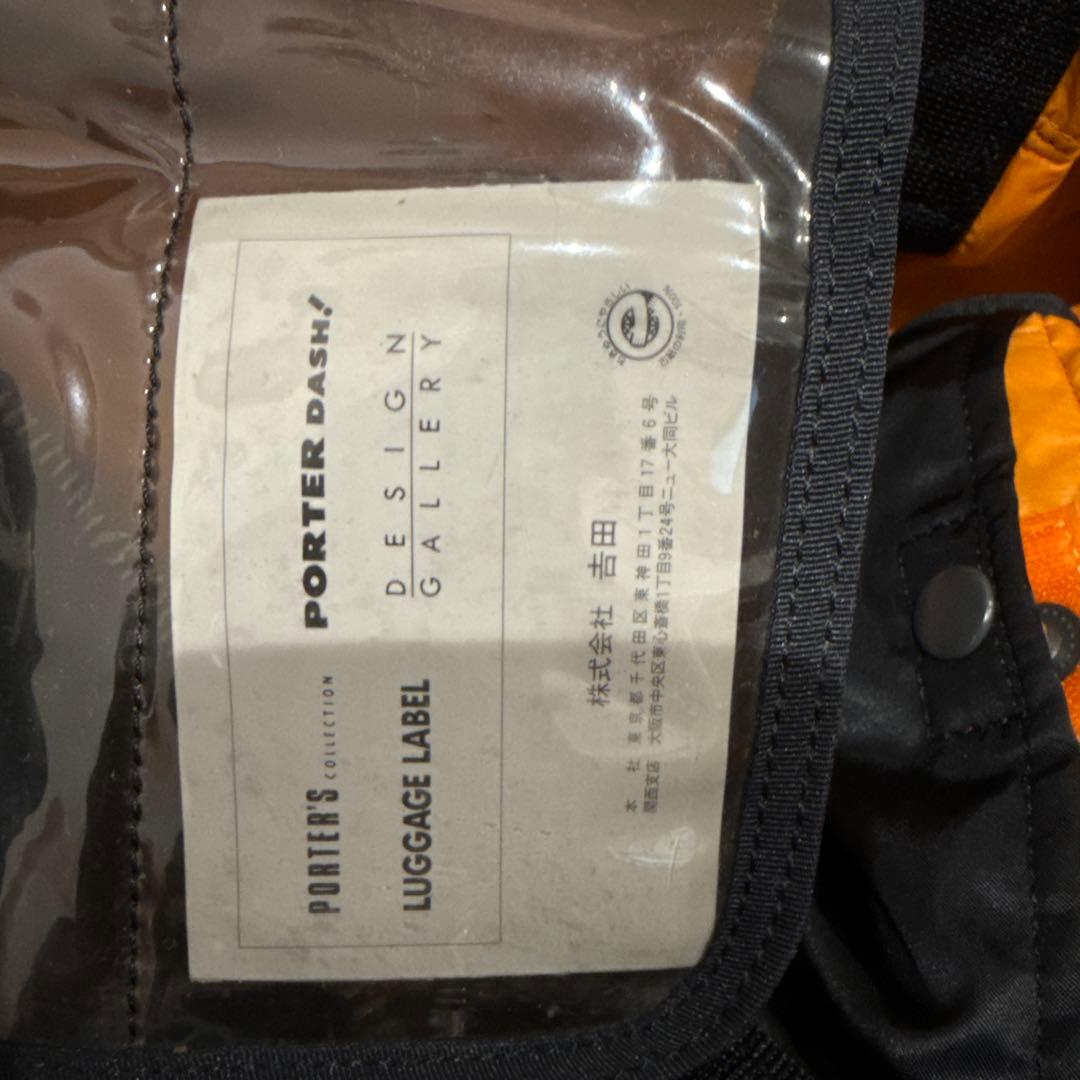 PORTER'S COLLECTION
PORTER DASH!
LUGGAGE LABEL
DESIGN
GALLERY
株式会社 吉田
本 社 東京都千代田区東神田1丁目17番6号
関西支店 大阪市中央区東心斎橋1丁目9番24号ニュー大同ビル